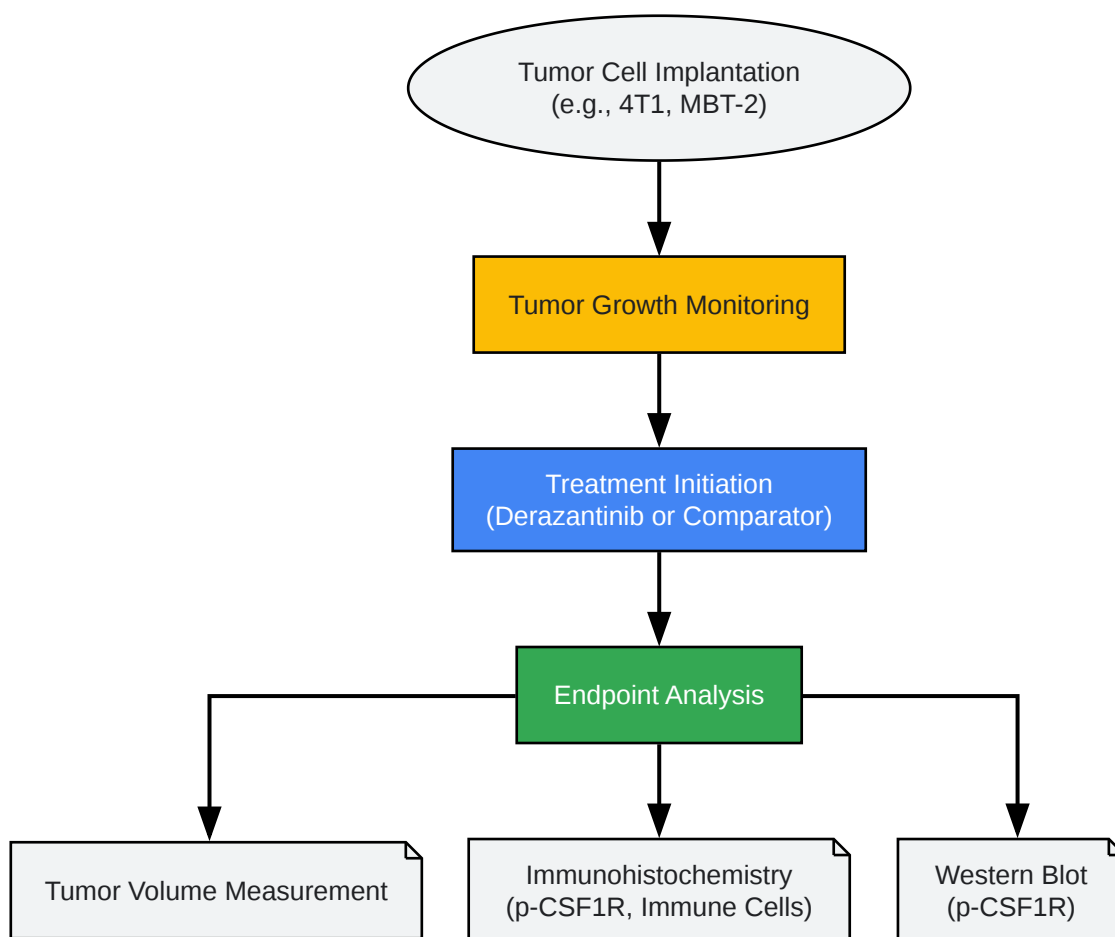 Tumor Cell Implantation
(e.g., 4T1, MBT-2)
Tumor Growth Monitoring
Treatment Initiation
(Derazantinib or Comparator)
Endpoint Analysis
Tumor Volume Measurement
Immunohistochemistry
(p-CSF1R, Immune Cells)
Western Blot
(p-CSF1R)